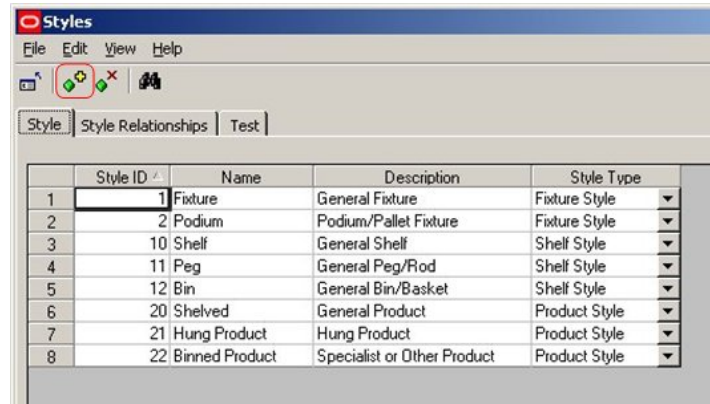 Styles
File Edit View Help
Style Style Relationships Test
Style ID Name Description Style Type
1 1 Fixture General Fixture Fixture Style
2 2 Podium Podium/Pallet Fixture Fixture Style
3 10 Shelf General Shelf Shelf Style
4 11 Peg General Peg/Rod Shelf Style
5 12 Bin General Bin/Basket Shelf Style
6 20 Shelved General Product Product Style
7 21 Hung Product Hung Product Product Style
8 22 Binned Product Specialist or Other Product Product Style